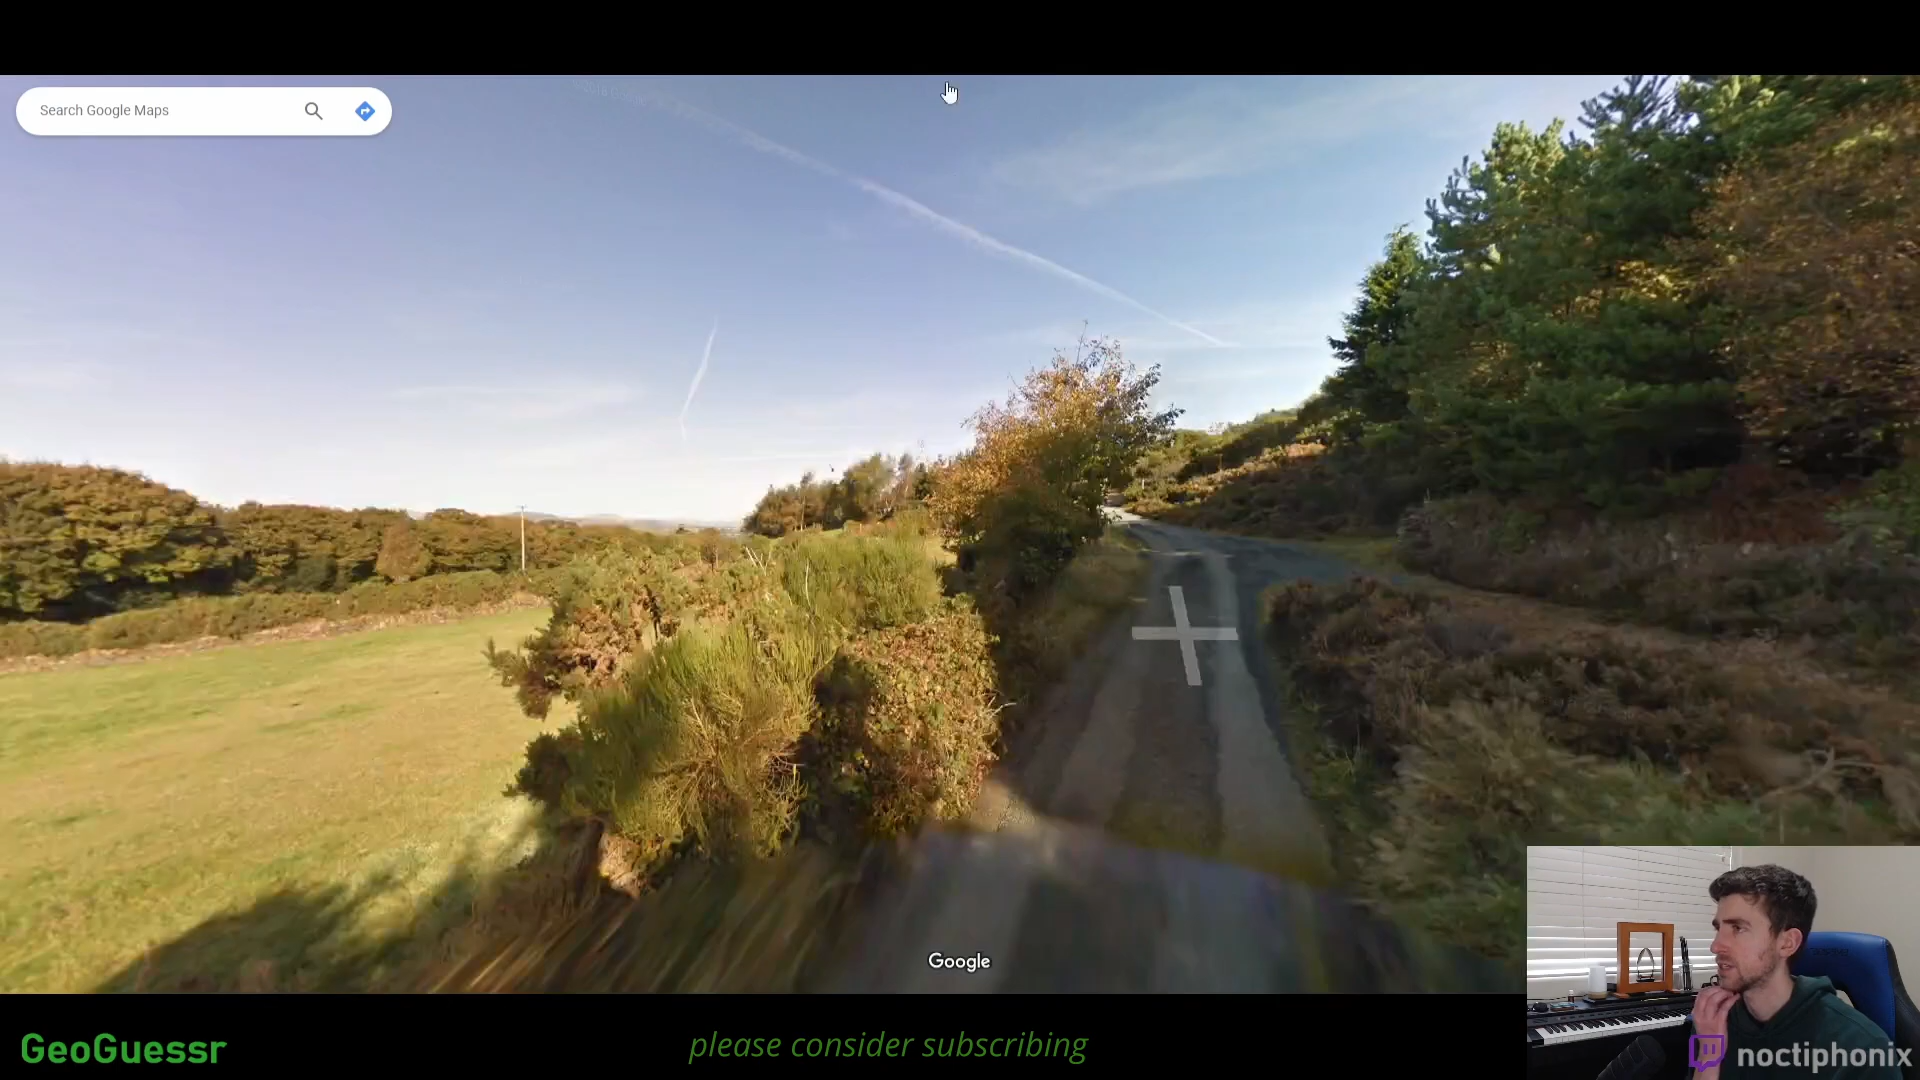 Search Google Maps
Google
GeoGuessr
please consider subscribing
noctiphonix